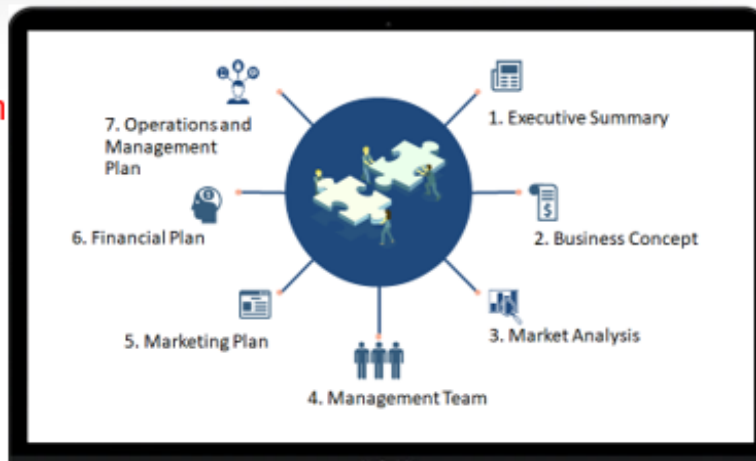 1. Executive Summary
2. Business Concept
3. Market Analysis
4. Management Team
5. Marketing Plan
6. Financial Plan
7. Operations and
Management
Plan